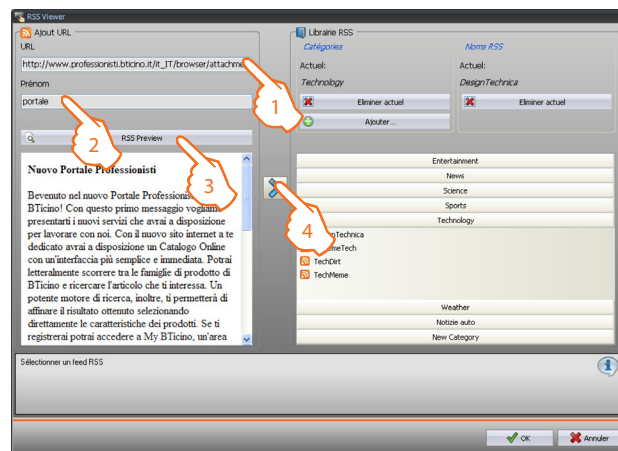 RSS Viewer
Ajout URL
URL
http://www.professionisti.bticino.it/it_IT/browser/attachme
Prénom
portale
RSS Preview
1
2
3
4
Nuovo Portale Professionisti
Bevenuto nel nuovo Portale Professionis
BTicino! Con questo primo messaggio vogliamo
presentarti i nuovi servizi che avrai a disposizione
per lavorare con noi. Con il nuovo sito internet a te
dedicato avrai a disposizione un Catalogo Online
con un'interfaccia più semplice e immediata. Potrai
letteralmente scorrere tra le famiglie di prodotto di
BTicino e ricercare l'articolo che ti interessa. Un
potente motore di ricerca, inoltre, ti permetterà di
affinare il risultato ottenuto selezionando
direttamente le caratteristiche dei prodotti. Se ti
registrerai potrai accedere a My BTicino, un'area
Librairie RSS
Catégories
Noms RSS
Actuel:
Actuel:
Technology
DesignTechnica
Eliminer actuel
Eliminer actuel
Ajouter...
Entertainment
News
Science
Sports
Technology
nTechnica
meTech
TechDirt
TechMeme
Weather
Notizie auto
New Category
Sélectionner un feed RSS
OK
Annuler